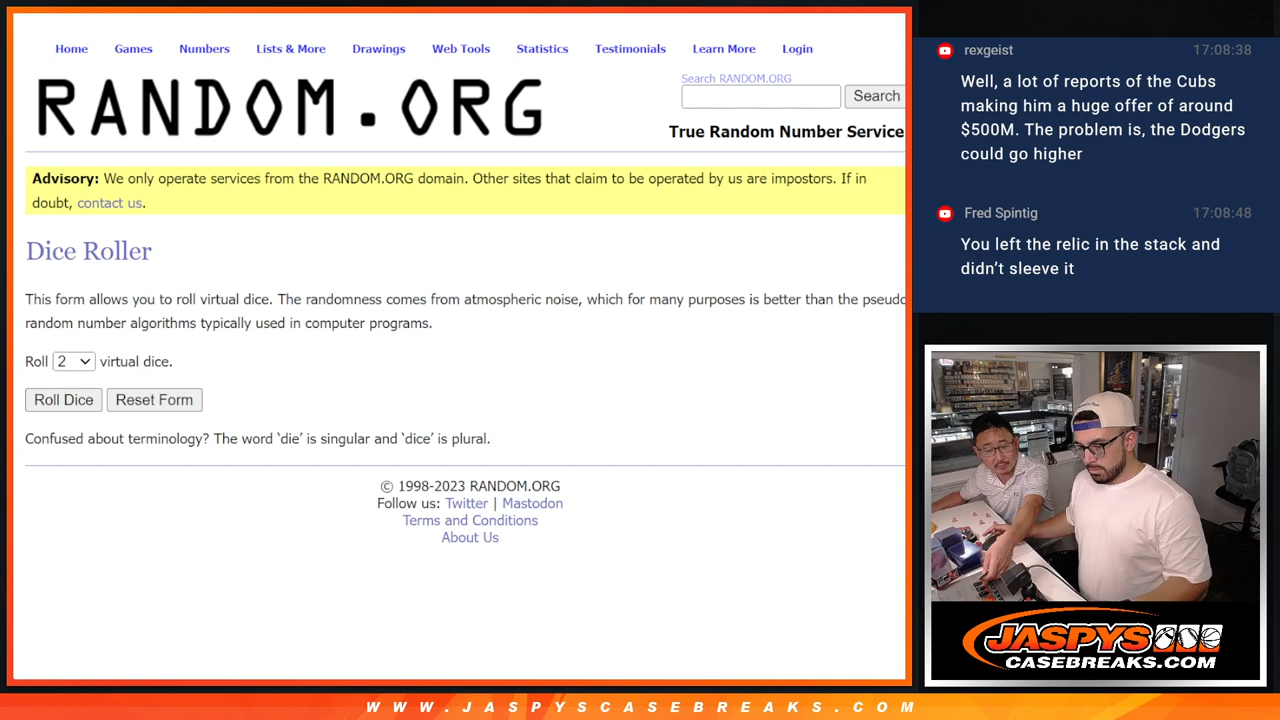 Home Games Numbers Lists & More Drawings Web Tools Statistics Testimonials Learn More Login
RANDOM.ORG
Search RANDOM.ORG
Search
True Random Number Service
Advisory: We only operate services from the RANDOM.ORG domain. Other sites that claim to be operated by us are impostors. If in
doubt, contact us.
Dice Roller
This form allows you to roll virtual dice. The randomness comes from atmospheric noise, which for many purposes is better than the pseudo
random number algorithms typically used in computer programs.
Roll 2 virtual dice.
Roll Dice Reset Form
Confused about terminology? The word ‘die’ is singular and ‘dice’ is plural.
© 1998-2023 RANDOM.ORG
Follow us: Twitter | Mastodon
Terms and Conditions
About Us
rexgeist 17:08:38
Well, a lot of reports of the Cubs
making him a huge offer of around
$500M. The problem is, the Dodgers
could go higher
Fred Spintig 17:08:48
You left the relic in the stack and
didn’t sleeve it
JASPYS
CASEBREAKS.COM
WWW.JASPYSCASEBREAKS.COM